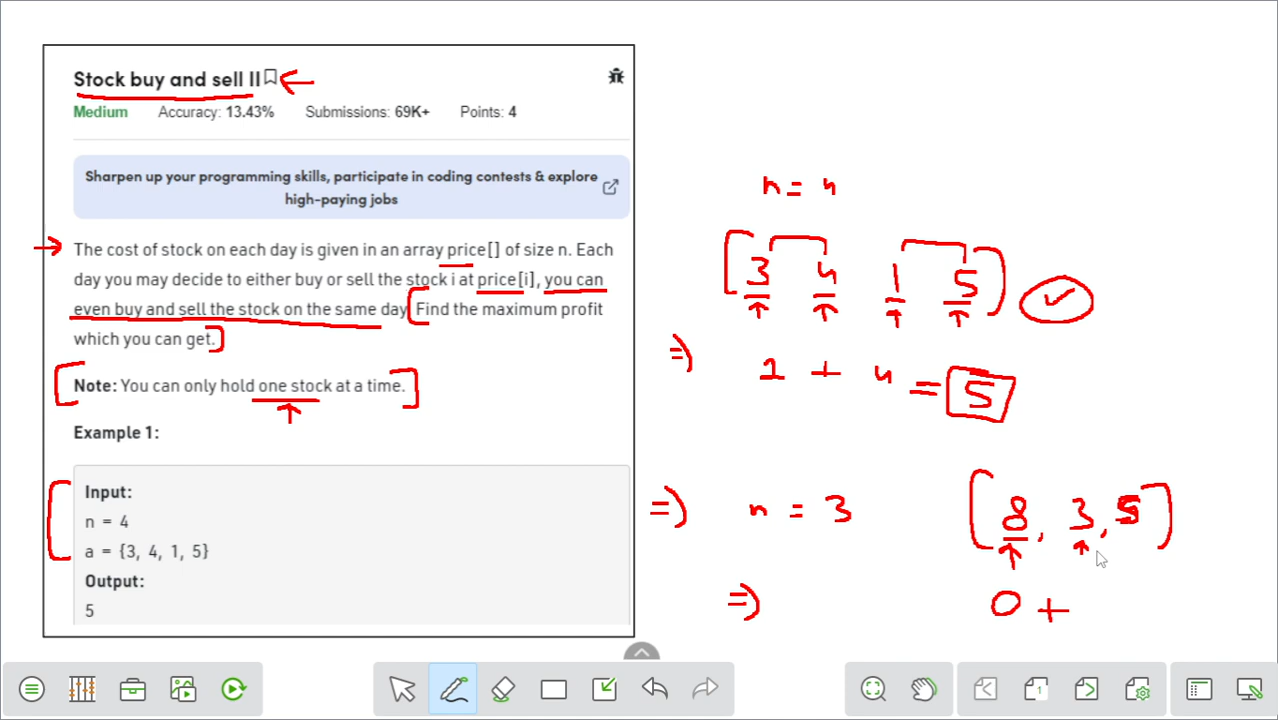 Stock buy and sell II
Medium Accuracy: 13.43% Submissions: 69K+ Points: 4
Sharpen up your programming skills, participate in coding contests & explore
high-paying jobs
The cost of stock on each day is given in an array price[] of size n. Each
day you may decide to either buy or sell the stock i at price[i], you can
even buy and sell the stock on the same day. Find the maximum profit
which you can get.
Note: You can only hold one stock at a time.
Example 1:
Input:
n = 4
a = {3, 4, 1, 5}
Output:
5
n = 4
[3 4 1 5]
⇒ 1 + 4 = 5
⇒ n = 3 [8, 3, 5]
⇒ 0 +
1